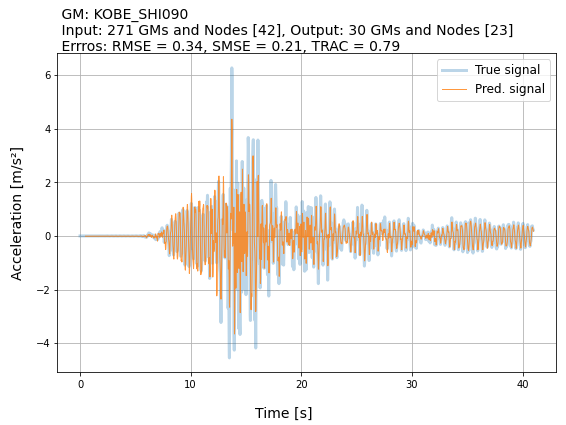 GM: KOBE_SHI090
Input: 271 GMs and Nodes [42], Output: 30 GMs and Nodes [23]
Errros: RMSE = 0.34, SMSE = 0.21, TRAC = 0.79
True signal
Pred. signal
6
4
2
0
−2
−4
Acceleration [m/s²]
0 10 20 30 40
Time [s]